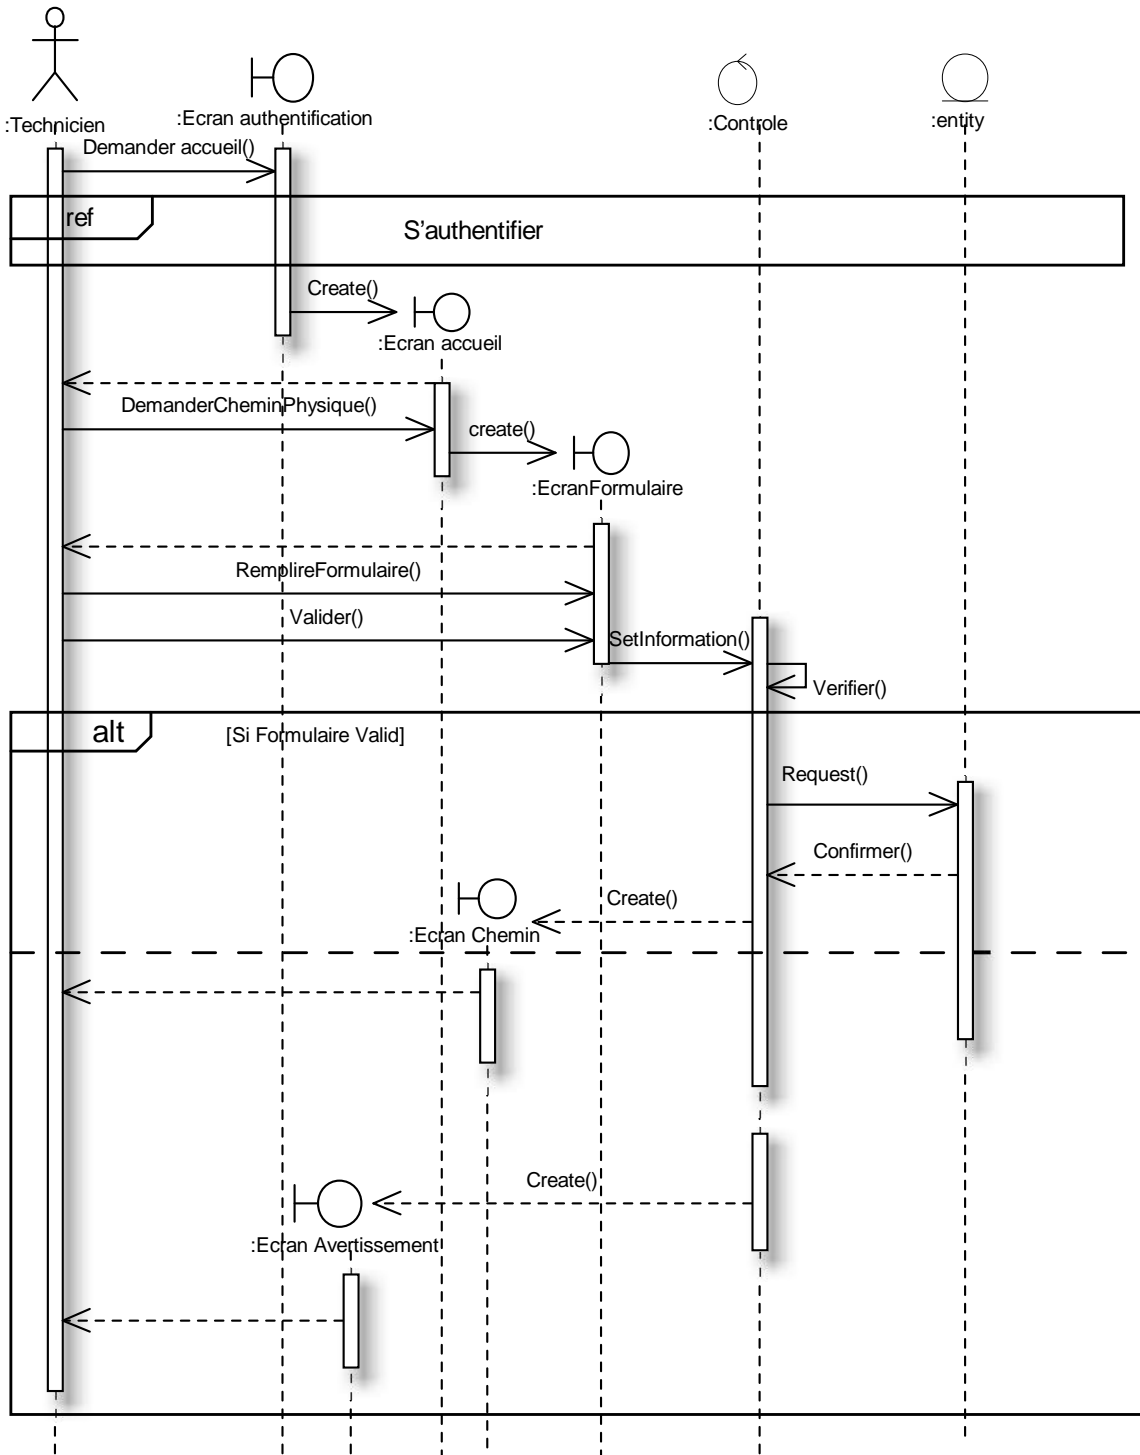 :Technicien
:Ecran authentification
:Controle
:entity
Demander accueil()
ref
S'authentifier
Create()
:Ecran accueil
DemanderCheminPhysique()
create()
:EcranFormulaire
RemplireFormulaire()
Valider()
SetInformation()
Verifier()
alt
[Si Formulaire Valid]
Request()
Confirmer()
Create()
:Ecran Chemin
Create()
:Ecran Avertissement